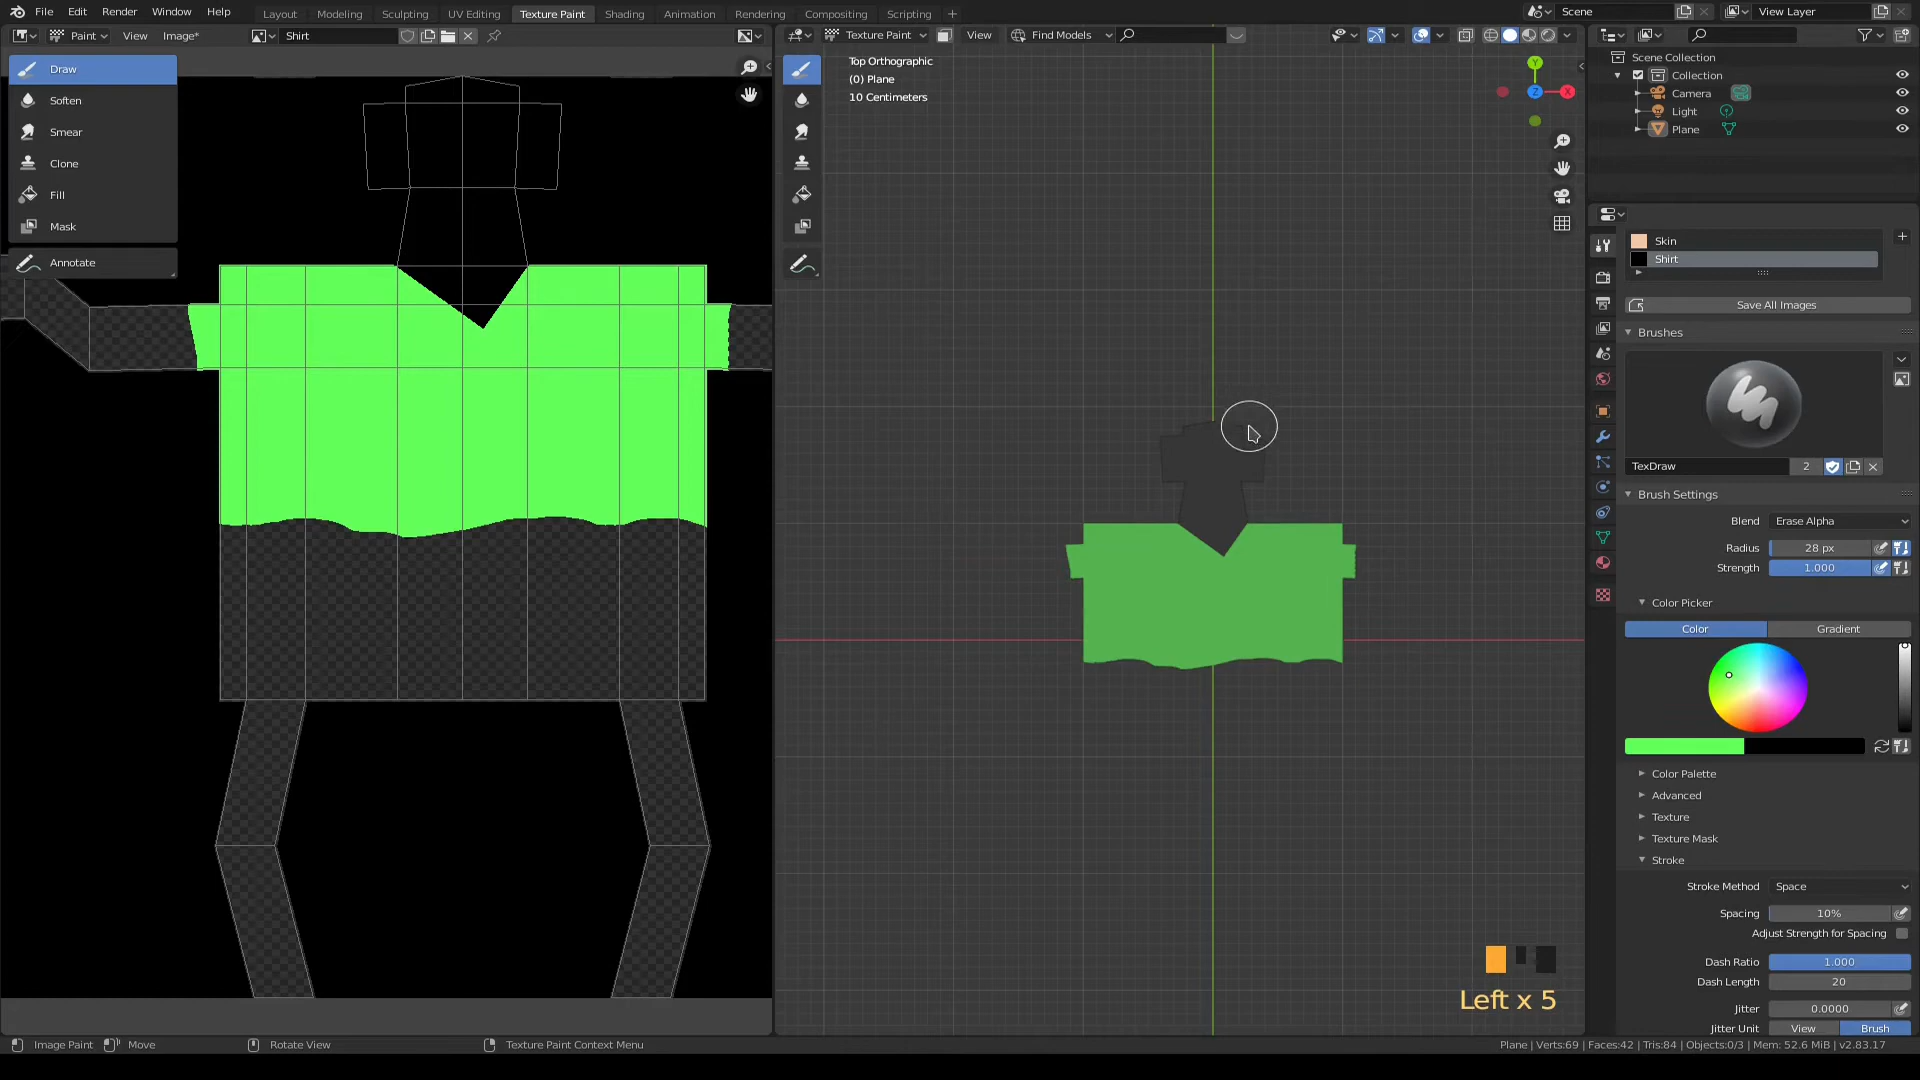 File Edit Render Window Help Layout Modeling Sculpting UV Editing Texture Paint Shading Animation Rendering Compositing Scripting + Scene View Layer
Paint View Image* Shirt Texture Paint View Find Models
Draw
Soften
Smear
Clone
Fill
Mask
Annotate
Top Orthographic
(0) Plane
10 Centimeters
Y
Z
X
Scene Collection
Collection
Camera
Light
Plane
Skin
Shirt
Save All Images
Brushes
TexDraw 2
Brush Settings
Blend Erase Alpha
Radius 28 px
Strength 1.000
Color Picker
Color Gradient
Color Palette
Advanced
Texture
Texture Mask
Stroke
Stroke Method Space
Spacing 10%
Adjust Strength for Spacing
Dash Ratio 1.000
Dash Length 20
Jitter 0.0000
Jitter Unit View Brush
Left x 5
Image Paint Move Rotate View Texture Paint Context Menu Plane | Verts:69 | Faces:42 | Tris:84 | Objects:0/3 | Mem: 52.6 MiB | v2.83.17